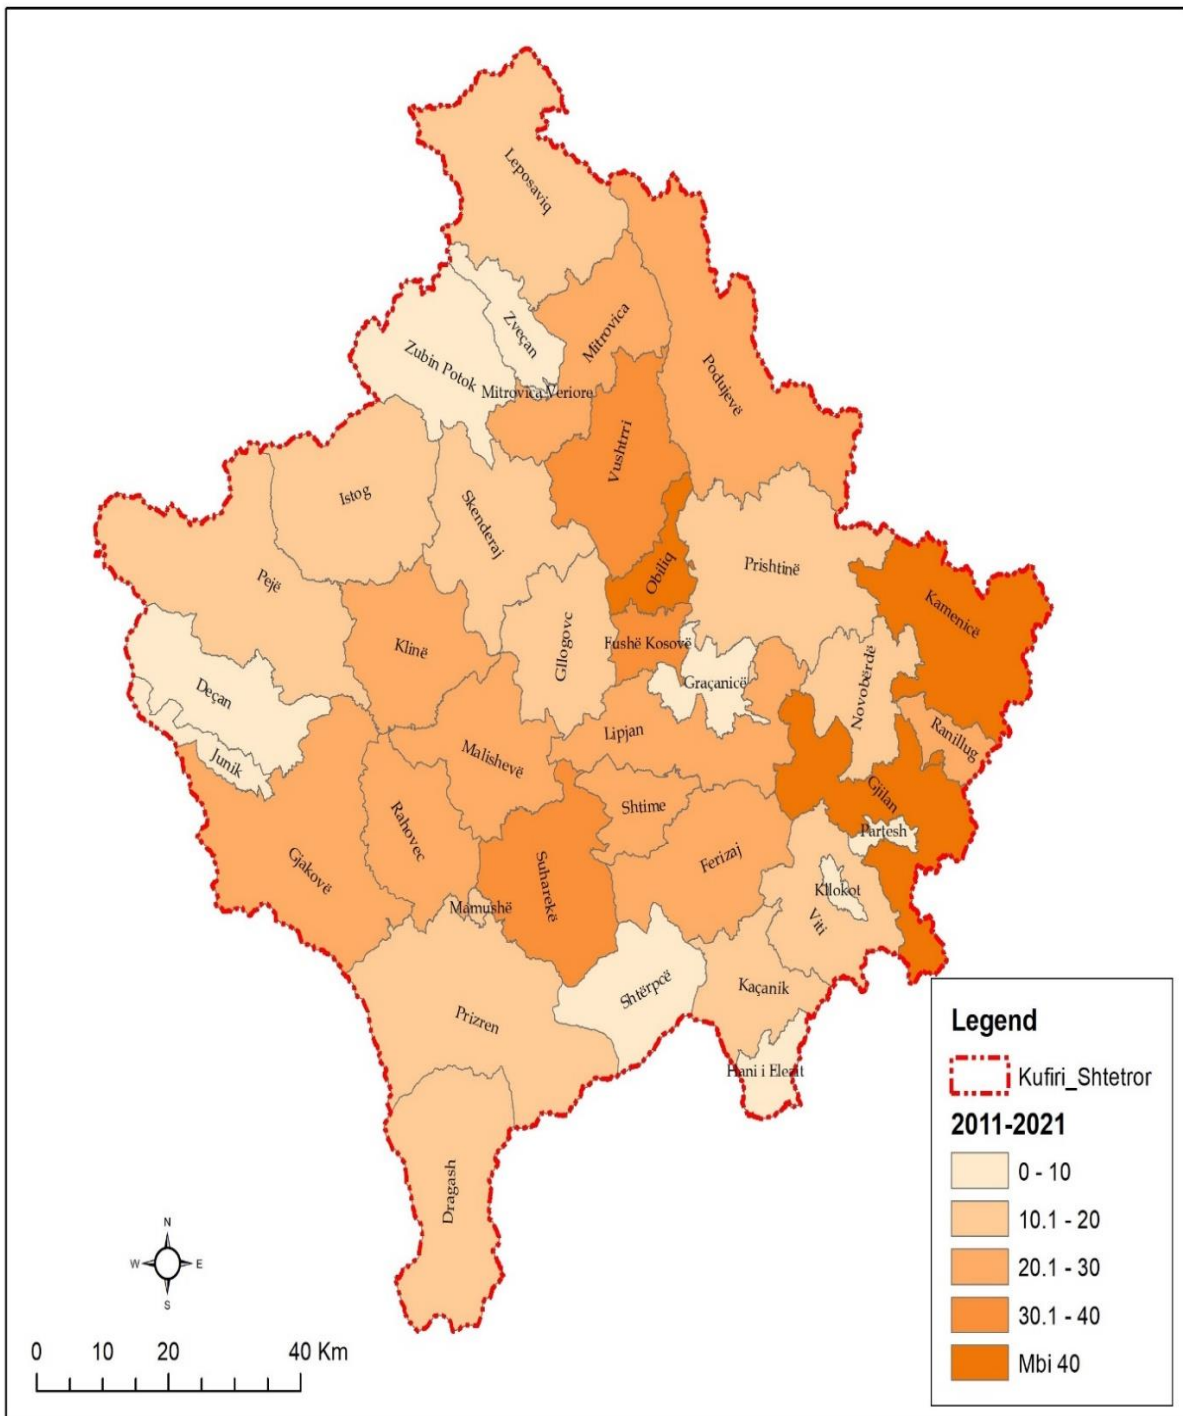 Leposaviq
Zveçan
Zubin Potok
Mitrovica
Mitrovica Veriore
Podujevë
Vushtrri
Istog
Skenderaj
Obiliq
Prishtinë
Pejë
Kamenicë
Klinë
Gllogovc
Fushë Kosovë
Graçanicë
Novobërdë
Deçan
Junik
Malishevë
Lipjan
Ranillug
Shtime
Gjilan
Partesh
Rahovec
Gjakovë
Suharekë
Ferizaj
Kllokot
Viti
Mamushë
Shtërpcë
Kaçanik
Prizren
Hani i Elezit
Dragash
N
W
E
S
0 10 20 40 Km
Legend
Kufiri_Shtetror
2011-2021
0 - 10
10.1 - 20
20.1 - 30
30.1 - 40
Mbi 40